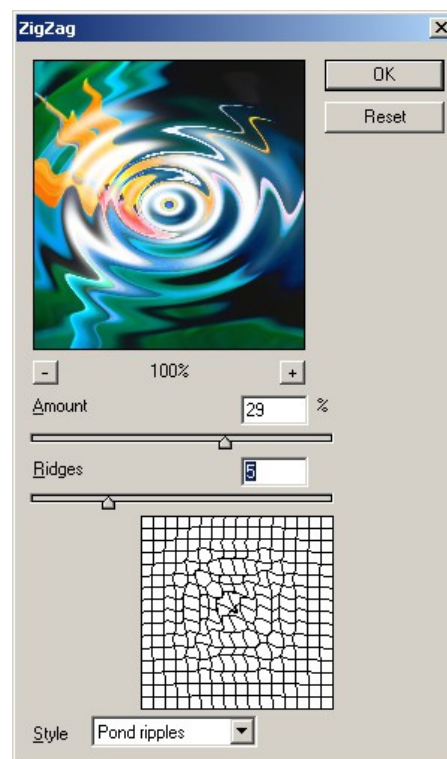 ZigZag
OK
Reset
- 100% +
Amount 29 %
Ridges 5
Style Pond ripples